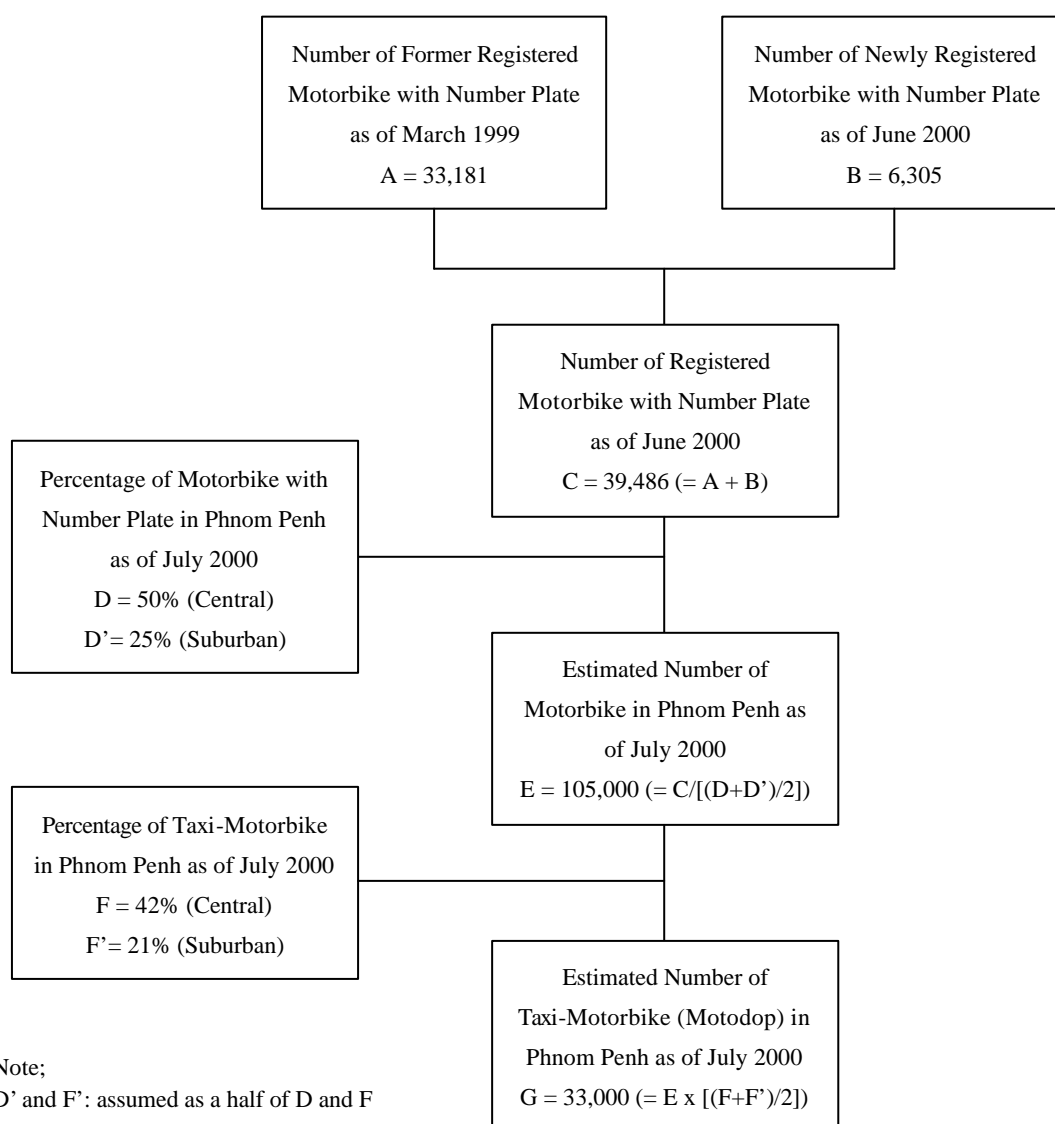 Number of Former Registered
Motorbike with Number Plate
as of March 1999
A = 33,181
Number of Newly Registered
Motorbike with Number Plate
as of June 2000
B = 6,305
Number of Registered
Motorbike with Number Plate
as of June 2000
C = 39,486 (= A + B)
Percentage of Motorbike with
Number Plate in Phnom Penh
as of July 2000
D = 50% (Central)
D’= 25% (Suburban)
Estimated Number of
Motorbike in Phnom Penh as
of July 2000
E = 105,000 (= C/[(D+D’)/2])
Percentage of Taxi-Motorbike
in Phnom Penh as of July 2000
F = 42% (Central)
F’= 21% (Suburban)
Estimated Number of
Taxi-Motorbike (Motodop) in
Phnom Penh as of July 2000
G = 33,000 (= E x [(F+F’)/2])
Note;
D’ and F’: assumed as a half of D and F